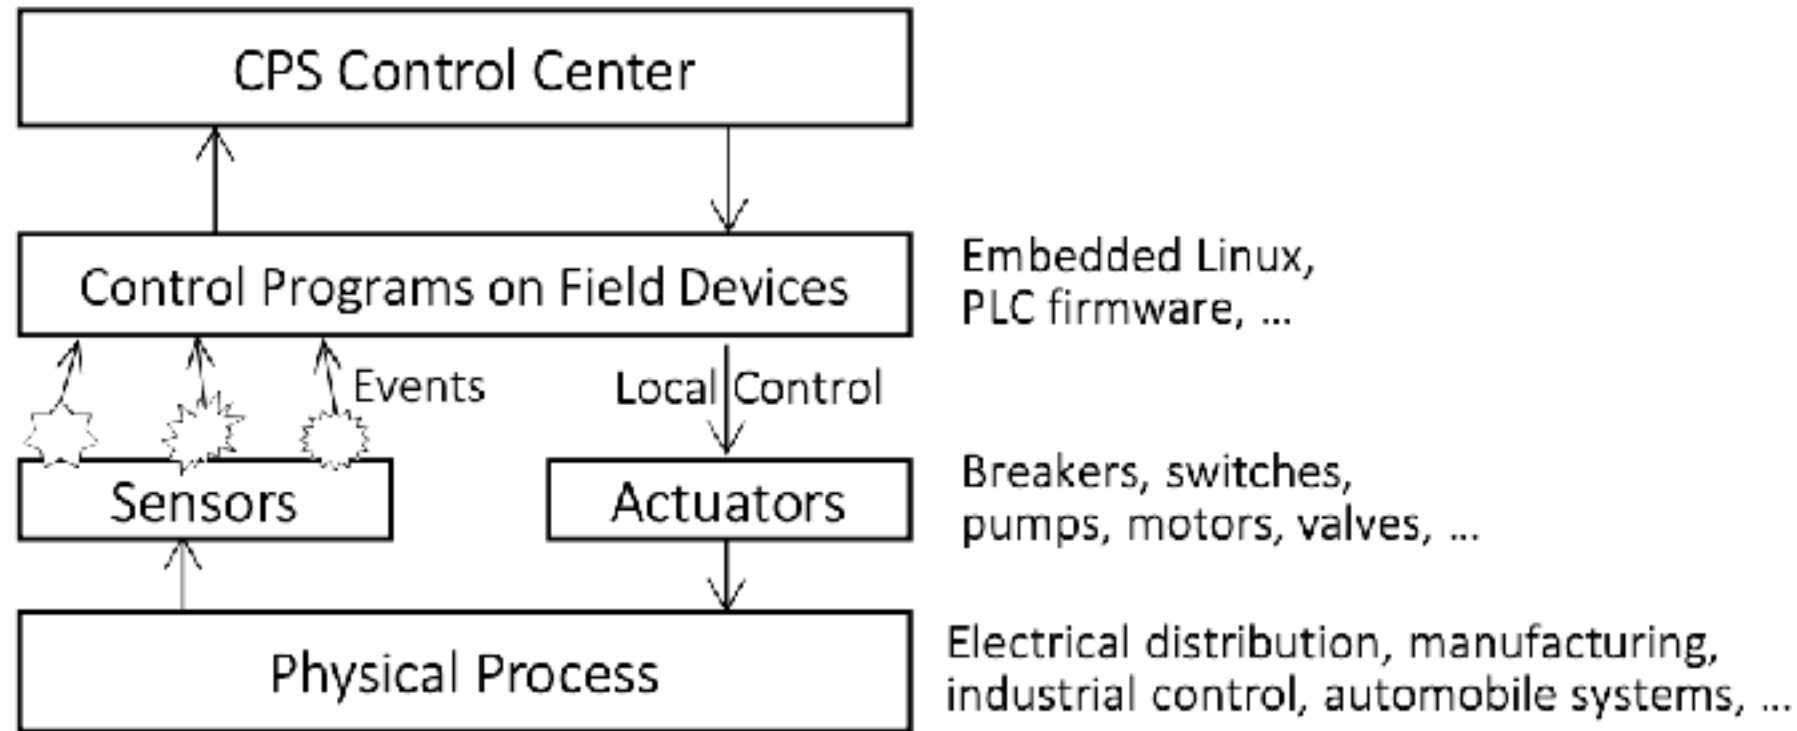 CPS Control Center
Control Programs on Field Devices
Embedded Linux,
PLC firmware, ...
Events
Local Control
Sensors
Actuators
Breakers, switches,
pumps, motors, valves, ...
Physical Process
Electrical distribution, manufacturing,
industrial control, automobile systems, ...